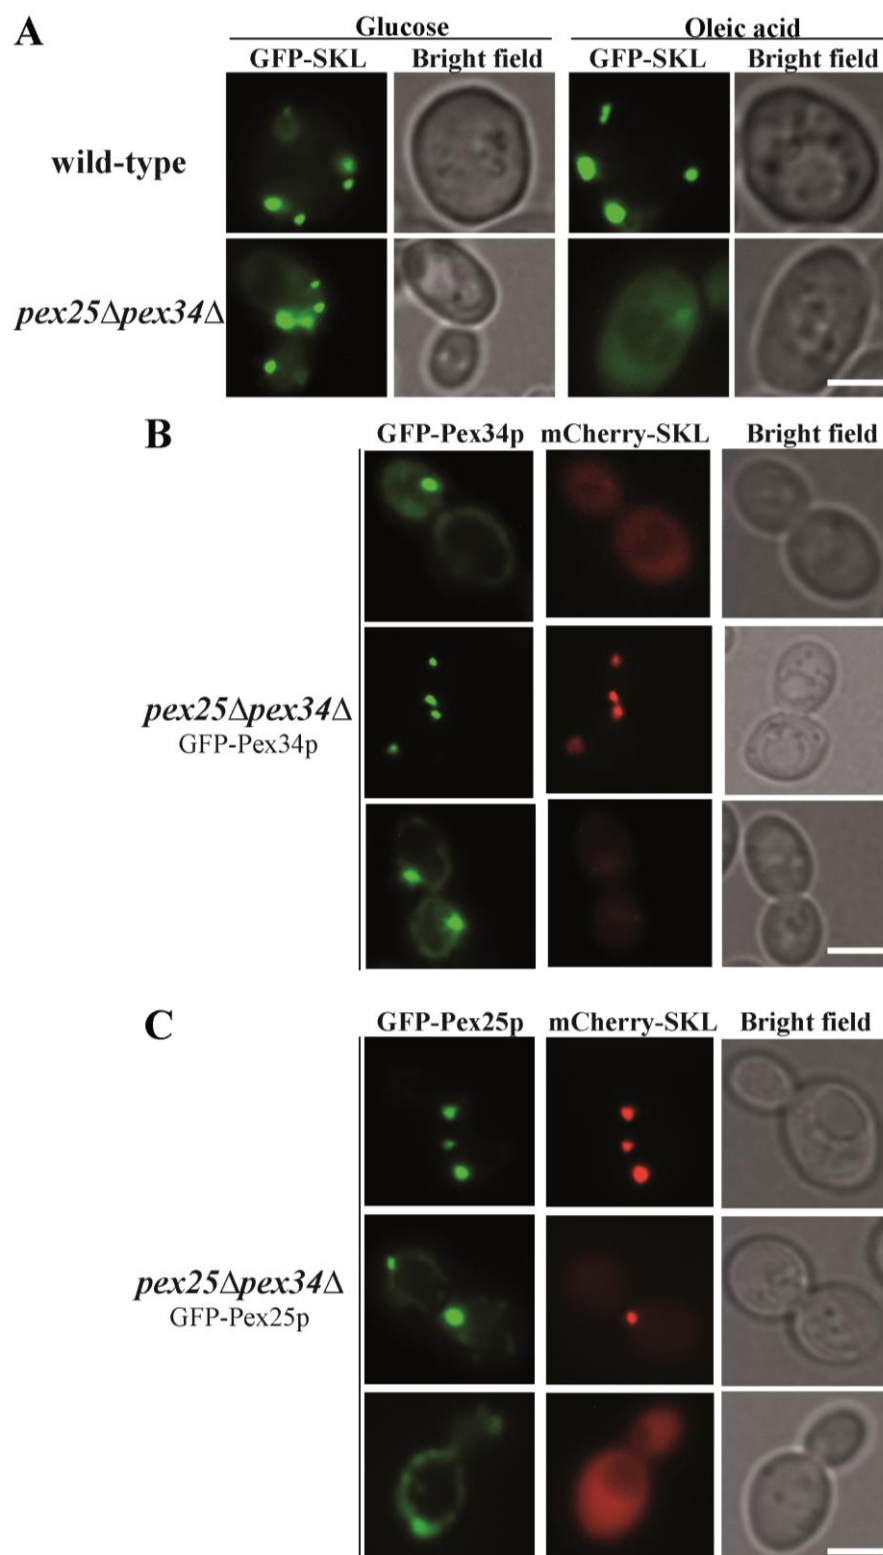 A
Glucose Oleic acid
GFP-SKL Bright field GFP-SKL Bright field
wild-type
pex25Δpex34Δ
B
GFP-Pex34p mCherry-SKL Bright field
pex25Δpex34Δ
GFP-Pex34p
C
GFP-Pex25p mCherry-SKL Bright field
pex25Δpex34Δ
GFP-Pex25p